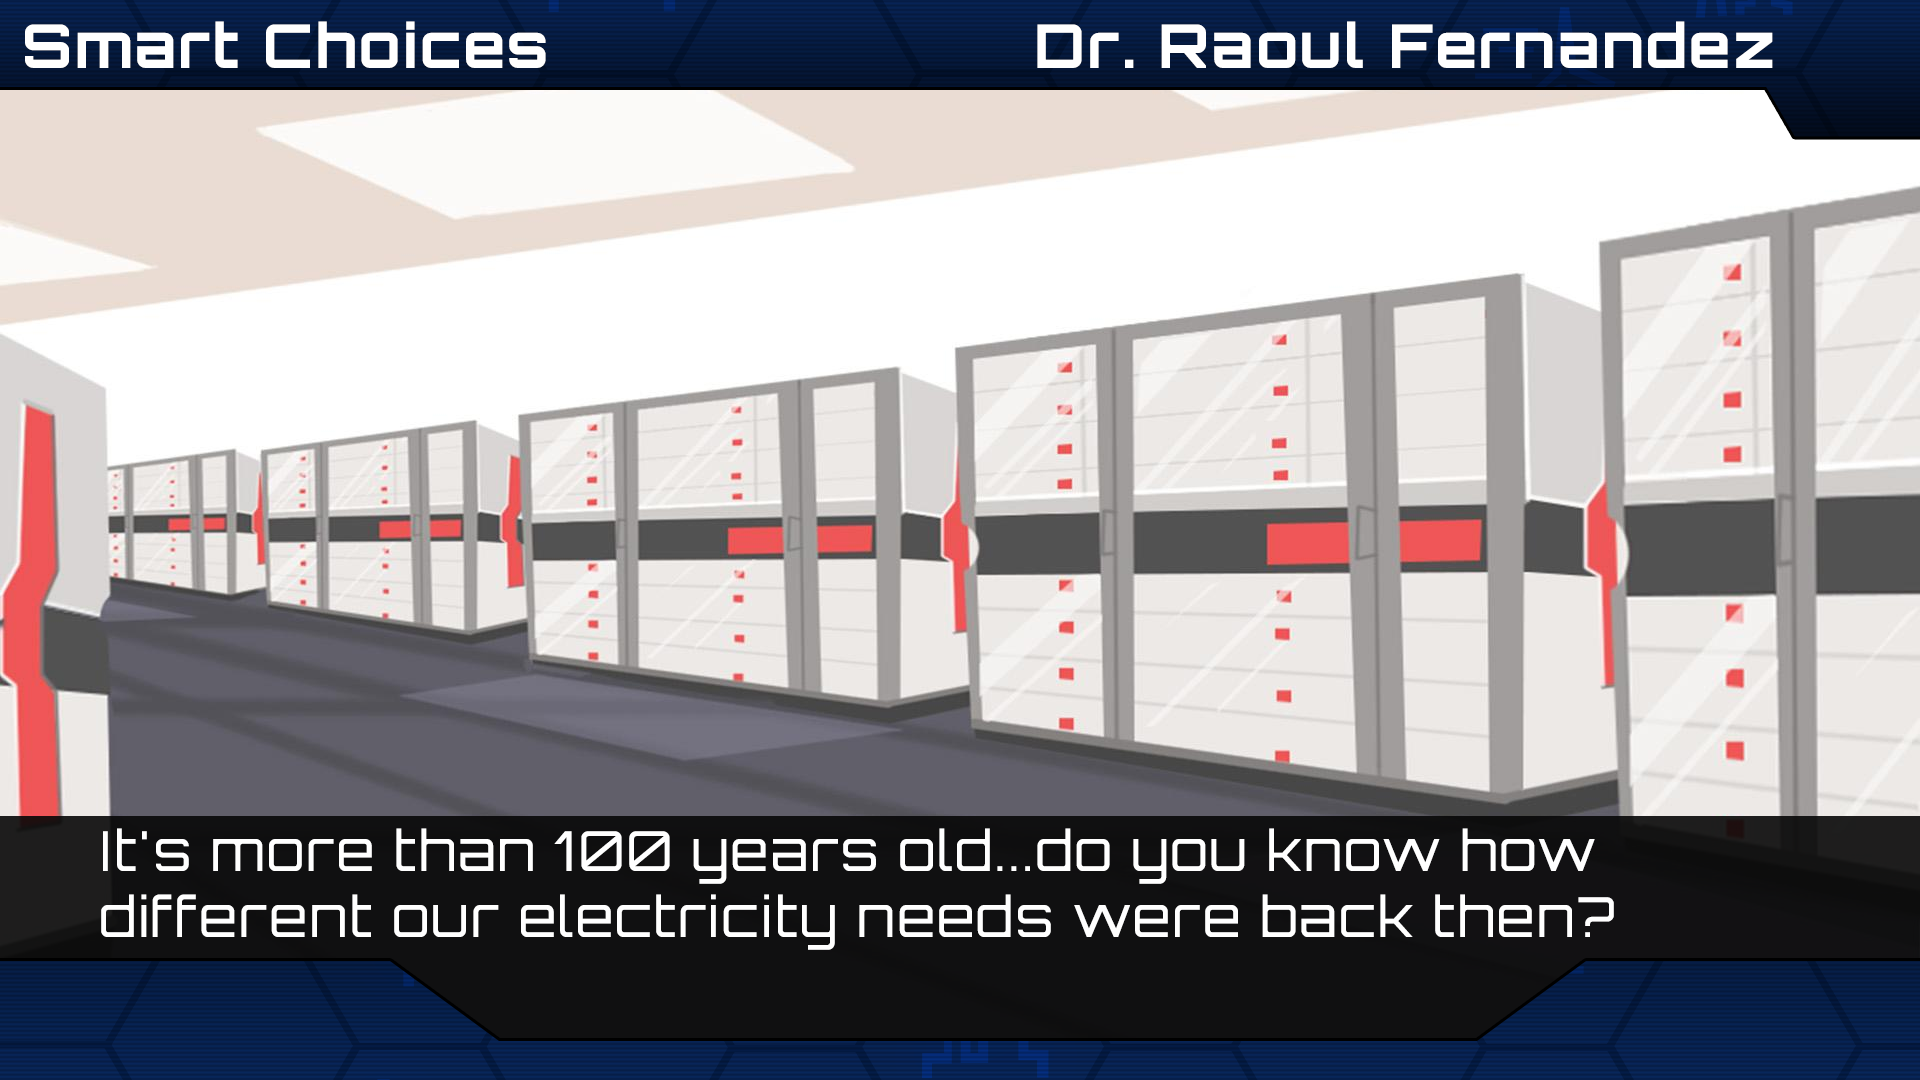 Smart Choices
Dr. Raoul Fernandez
It's more than 100 years old...do you know how
different our electricity needs were back then?